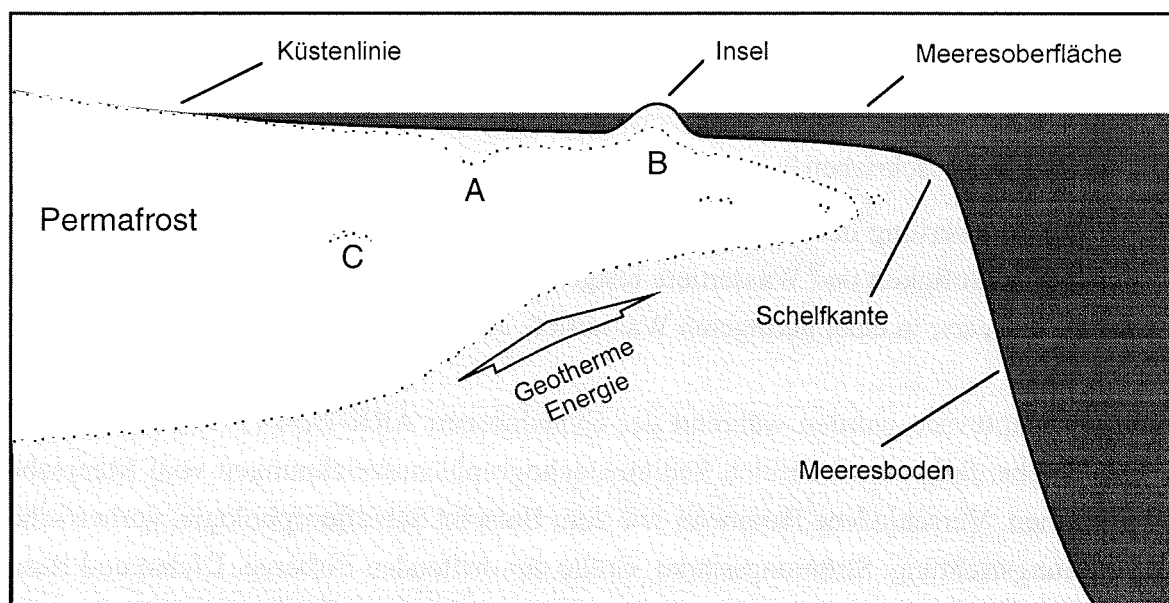 Küstenlinie
Insel
Meeresoberfläche
A
B
Permafrost
C
Schelfkante
Geotherme
Energie
Meeresboden